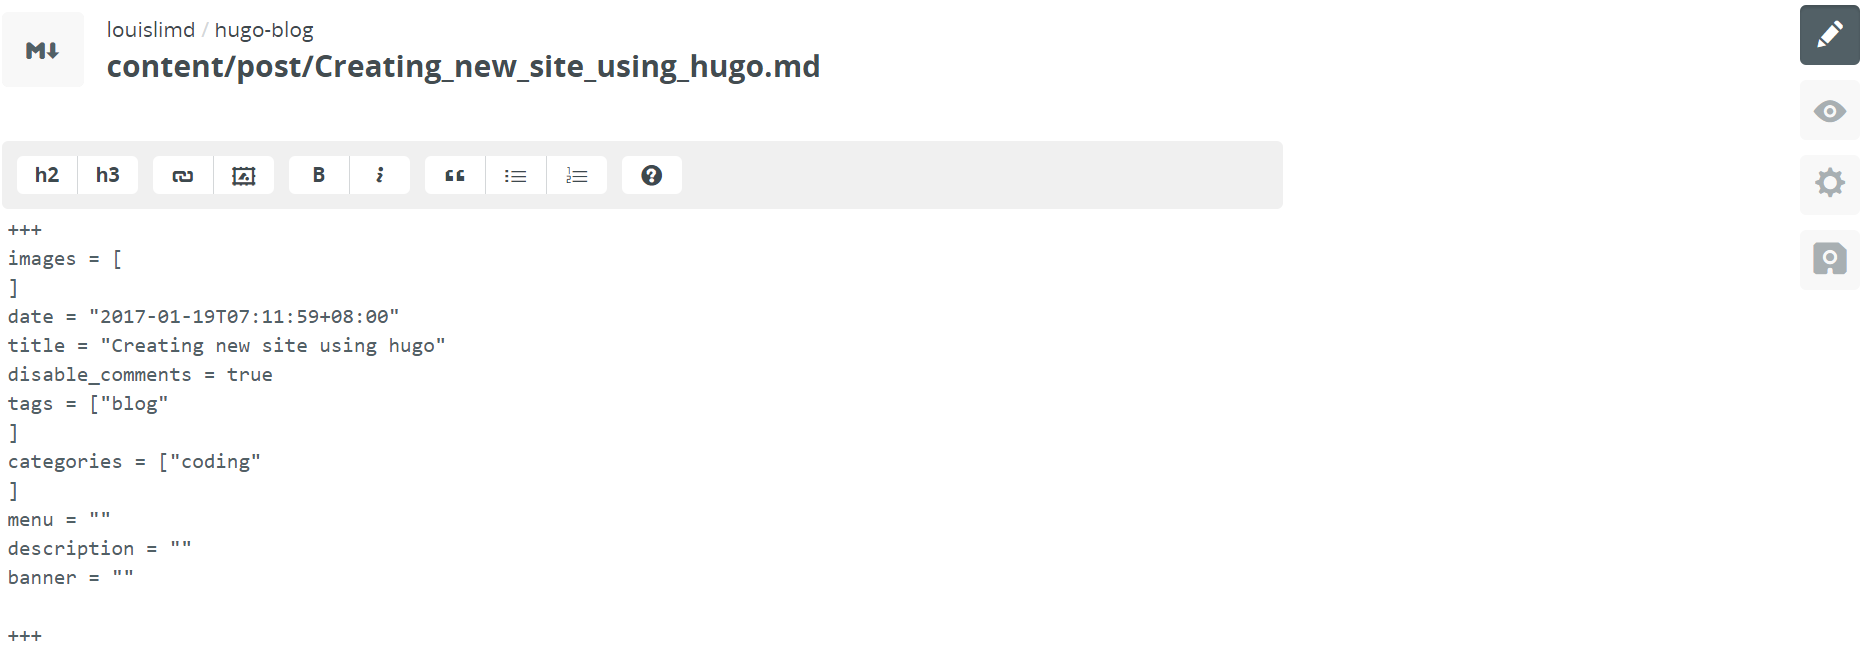 M
louislimd / hugo-blog
content/post/Creating_new_site_using_hugo.md
h2 h3 B i ?
+++
images = [
]
date = "2017-01-19T07:11:59+08:00"
title = "Creating new site using hugo"
disable_comments = true
tags = ["blog"
]
categories = ["coding"
]
menu = ""
description = ""
banner = ""
+++